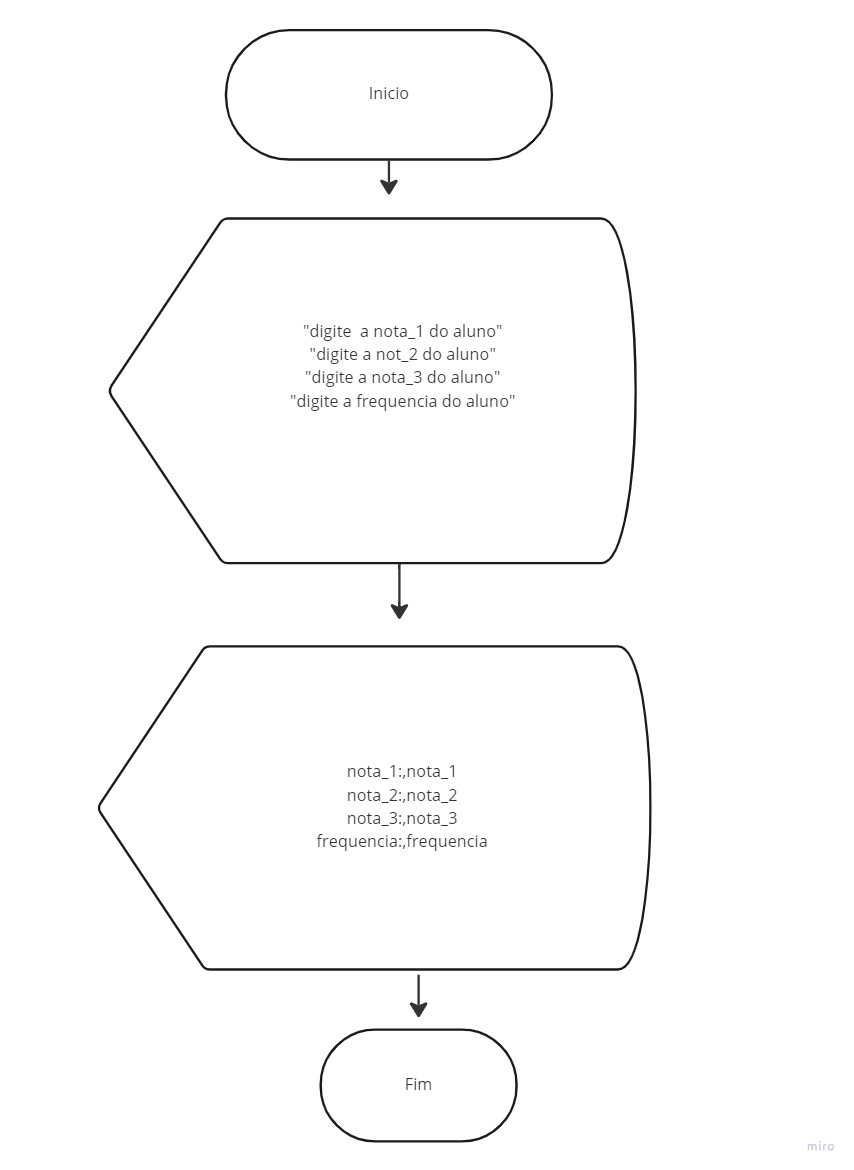 Inicio
"digite  a nota_1 do aluno"
"digite a not_2 do aluno"
"digite a nota_3 do aluno"
"digite a frequencia do aluno"
nota_1:,nota_1
nota_2:,nota_2
nota_3:,nota_3
frequencia:,frequencia
Fim
miro